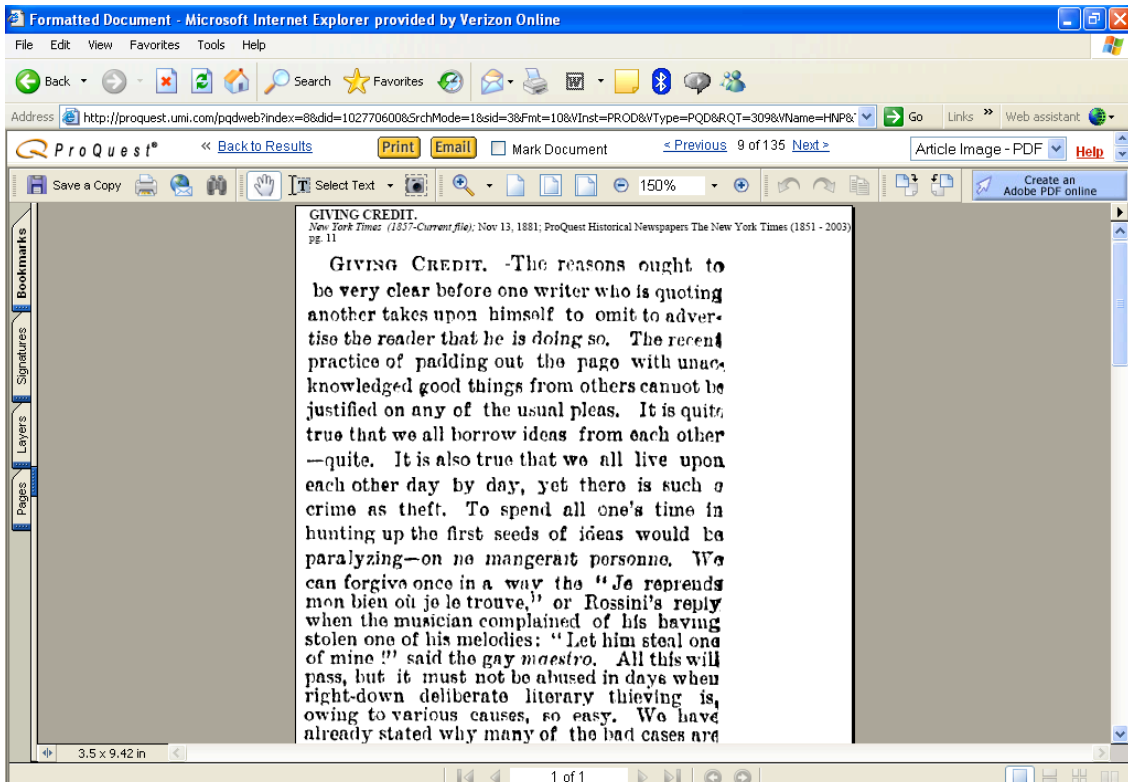 Formatted Document - Microsoft Internet Explorer provided by Verizon Online
File Edit View Favorites Tools Help
Back Search Favorites
Address http://proquest.umi.com/pqdweb?index=8&did=102770600&SrchMode=1&sid=3&Fmt=10&VInst=PROD&VType=PQD&RQT=309&VName=HNP& Go Links » Web assistant
ProQuest® « Back to Results Print Email Mark Document < Previous 9 of 135 Next > Article Image - PDF Help
Save a Copy Select Text 150% Create an
Adobe PDF online
Bookmarks
Signatures
Layers
Pages
GIVING CREDIT.
New York Times (1857-Current file); Nov 13, 1881; ProQuest Historical Newspapers The New York Times (1851 - 2003)
pg. 11
GIVING CREDIT. -The reasons ought to
be very clear before one writer who is quoting
another takes upon himself to omit to adver-
tise the reader that he is doing so. The recent
practice of padding out the page with unac-
knowledged good things from others cannot be
justified on any of the usual pleas. It is quite
true that we all borrow ideas from each other
—quite. It is also true that we all live upon
each other day by day, yet there is such a
crime as theft. To spend all one's time in
hunting up the first seeds of ideas would be
paralyzing—on ne mangerait personne. We
can forgive once in a way the "Je reprends
mon bien où je le trouve," or Rossini's reply
when the musician complained of his having
stolen one of his melodies: "Let him steal one
of mine!" said the gay maestro. All this will
pass, but it must not be abused in days when
right-down deliberate literary thieving is,
owing to various causes, so easy. We have
already stated why many of the bad cases are
3.5 x 9.42 in
1 of 1